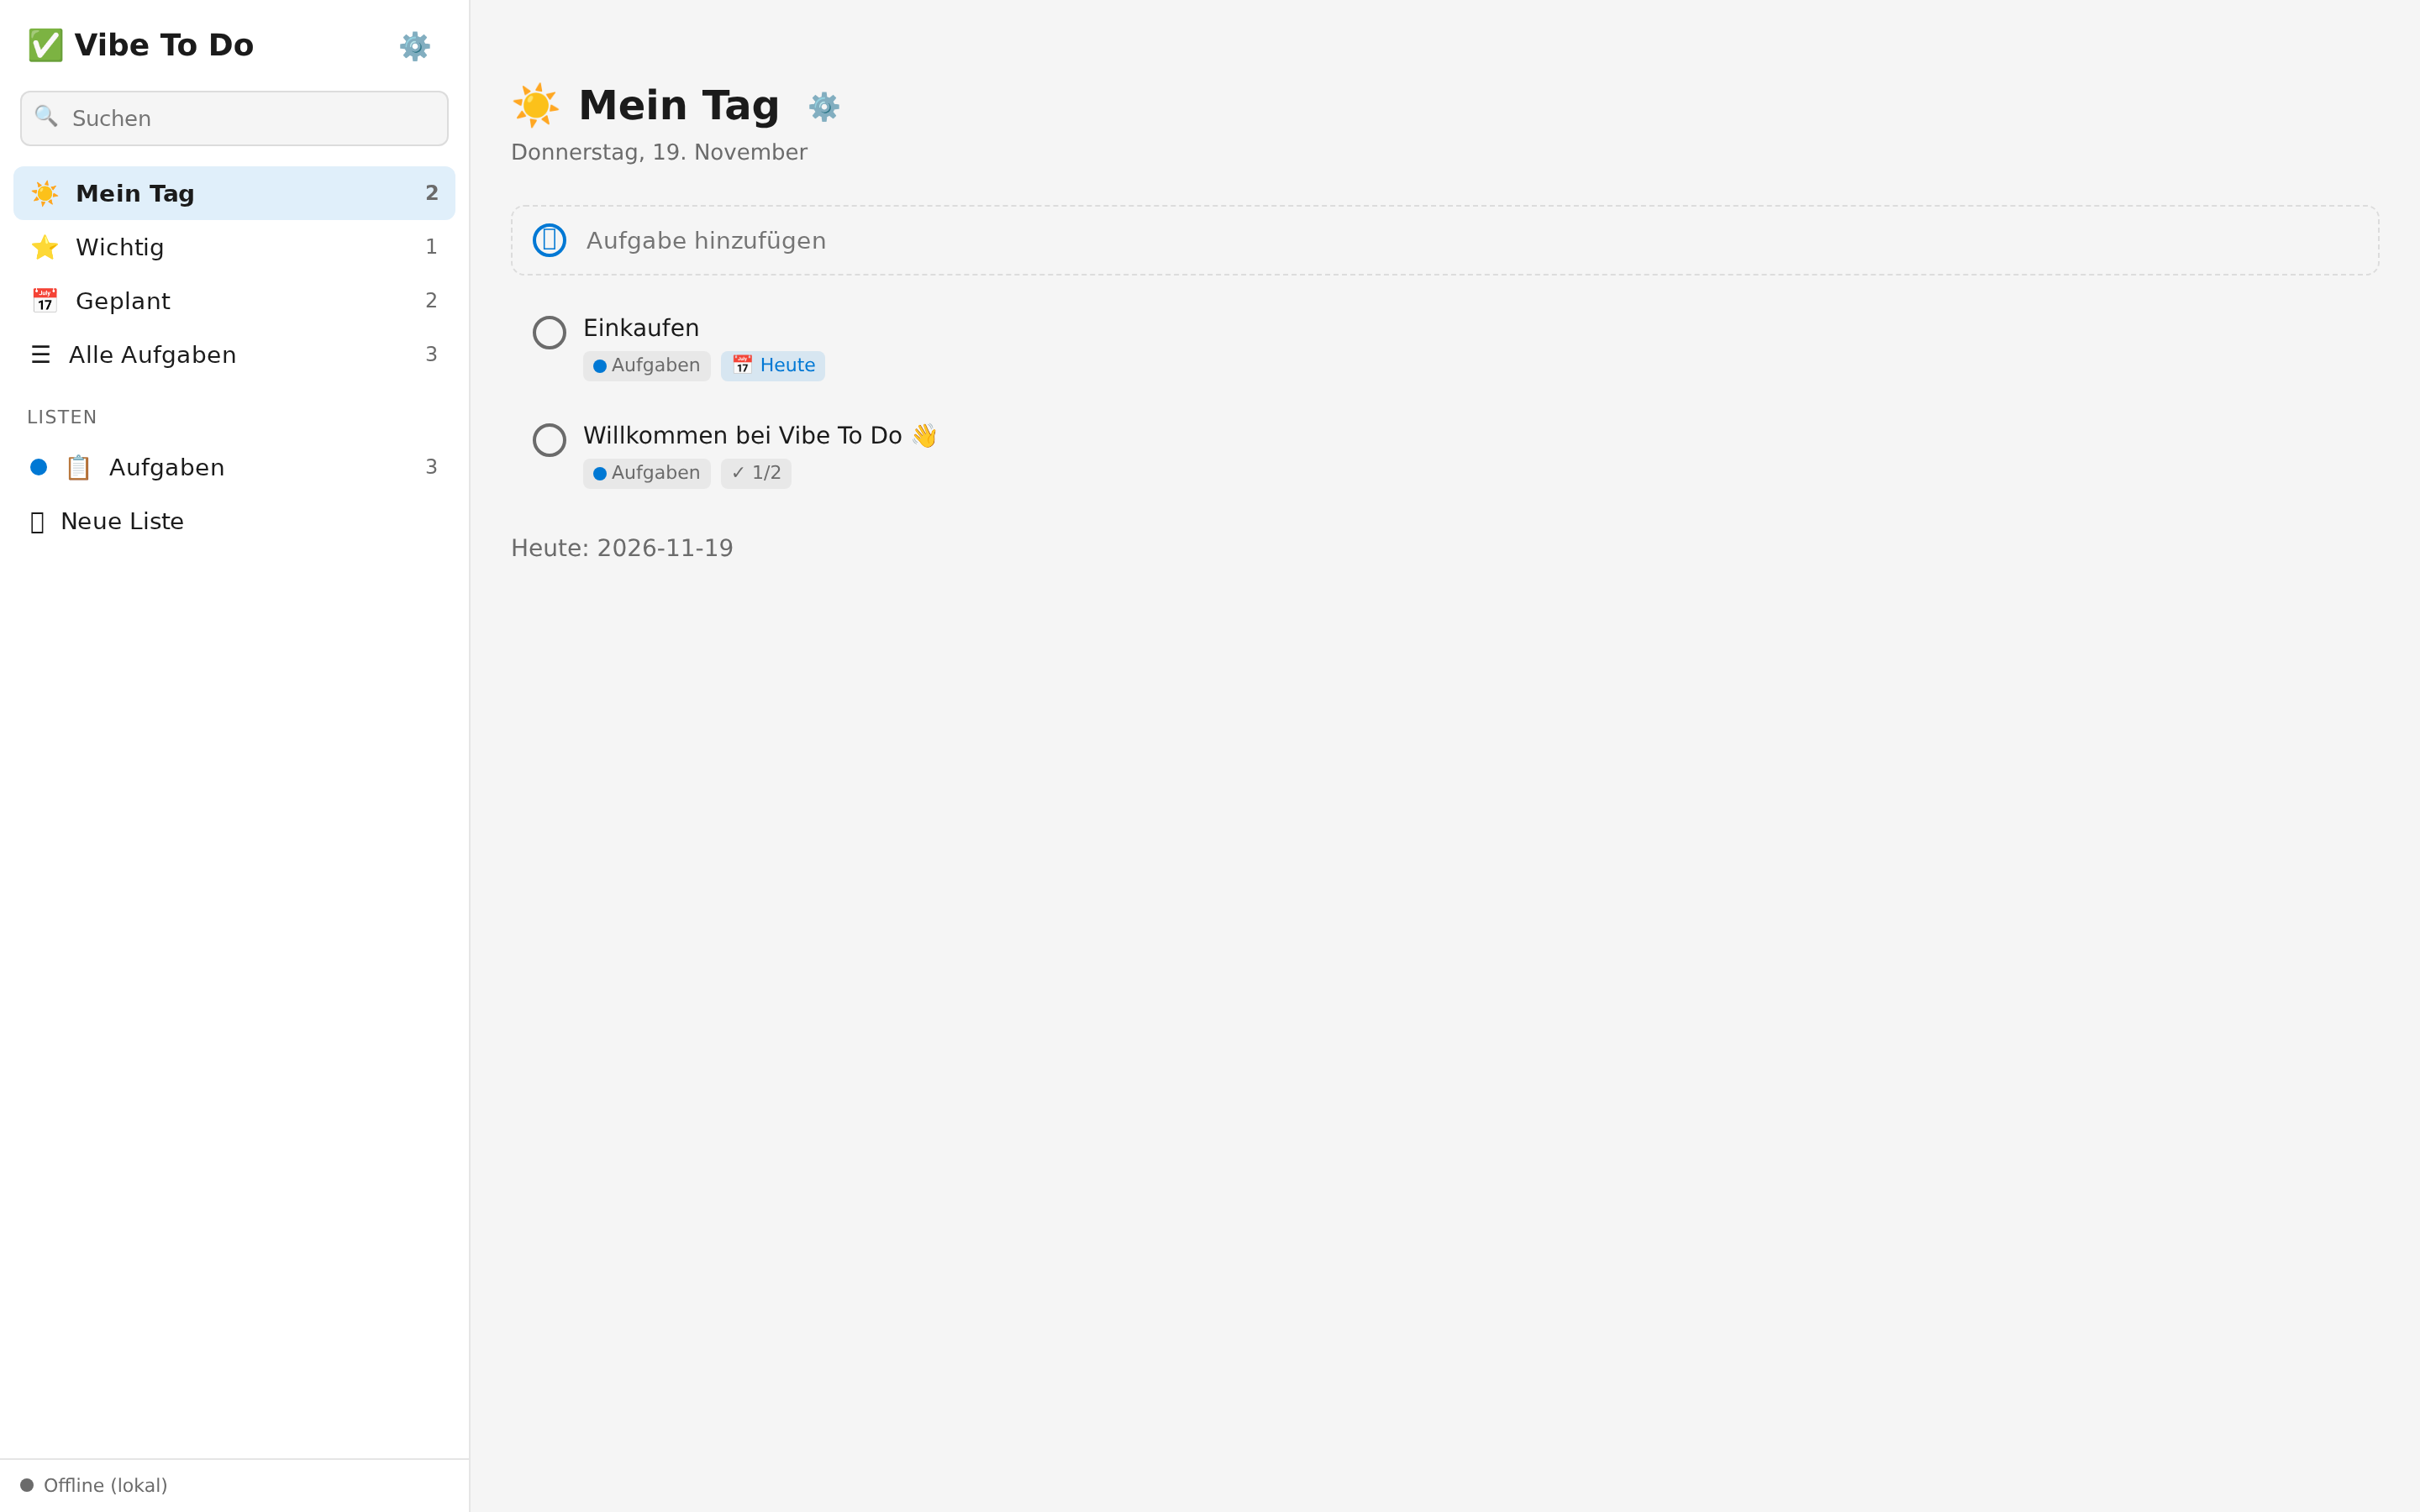 ✅ Vibe To Do ⚙️
🔍 Suchen
☀️ Mein Tag 2
⭐ Wichtig 1
📅 Geplant 2
☰ Alle Aufgaben 3
LISTEN
📋 Aufgaben 3
Neue Liste
Offline (lokal)
☀️ Mein Tag ⚙️
Donnerstag, 19. November
Aufgabe hinzufügen
Einkaufen
Aufgaben 📅 Heute
Willkommen bei Vibe To Do 👋
Aufgaben ✓ 1/2
Heute: 2026-11-19